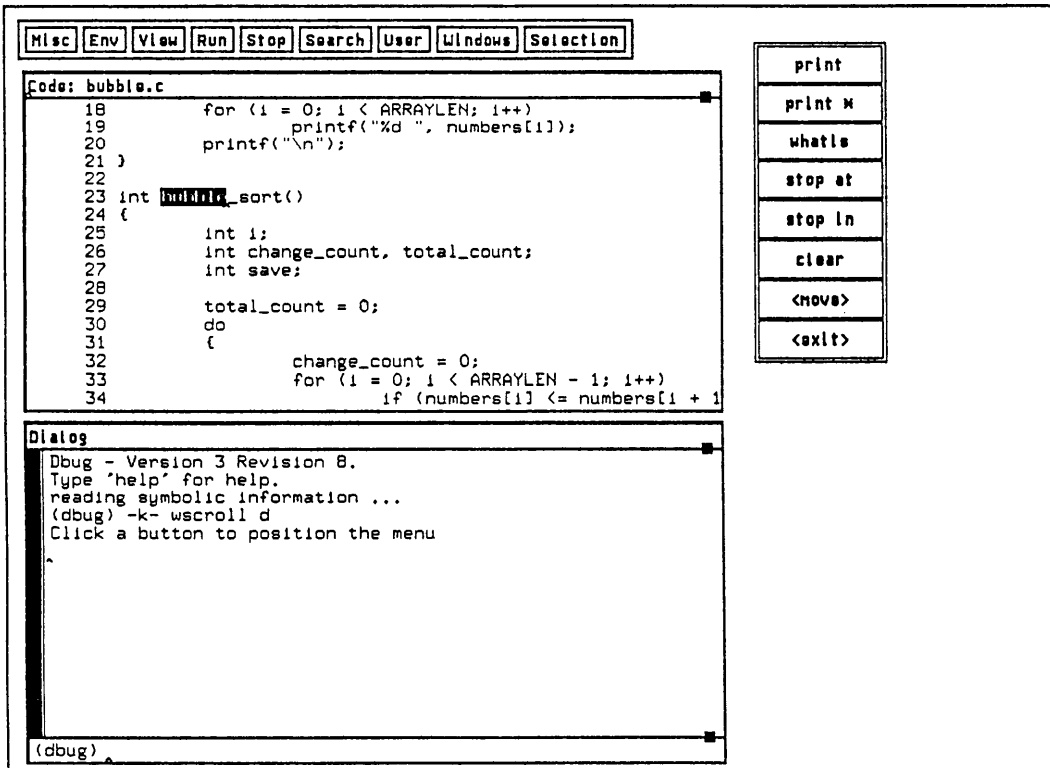 Misc Env View Run Stop Search User Windows Selection
Code: bubble.c
18 for (i = 0; i < ARRAYLEN; i++)
19 printf("%d ", numbers[i]);
20 printf("\n");
21 }
22
23 int bubble_sort()
24 {
25 int i;
26 int change_count, total_count;
27 int save;
28
29 total_count = 0;
30 do
31 {
32 change_count = 0;
33 for (i = 0; i < ARRAYLEN - 1; i++)
34 if (numbers[i] <= numbers[i + 1
Dialog
Dbug - Version 3 Revision 8.
Type 'help' for help.
reading symbolic information ...
(dbug) -k- wscroll d
Click a button to position the menu
(dbug)
print
print *
whatis
stop at
stop in
clear
<move>
<exit>